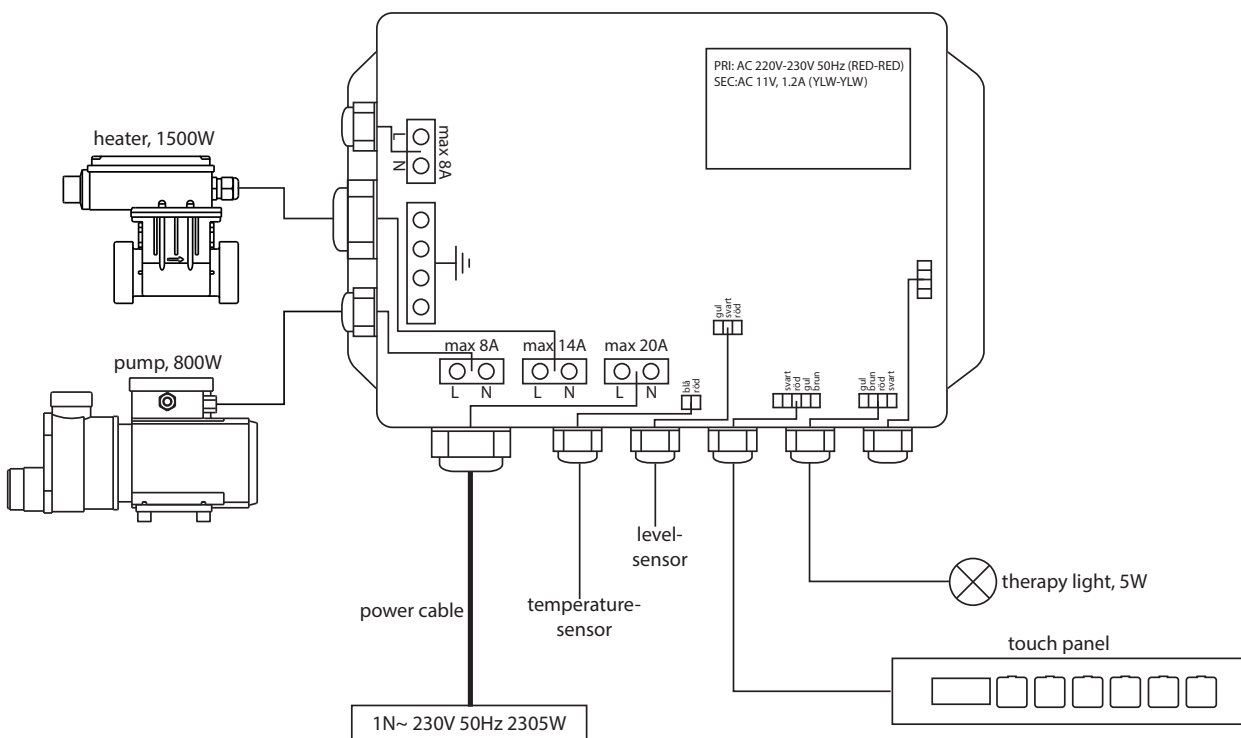 PRI: AC 220V-230V 50Hz (RED-RED)
SEC:AC 11V, 1.2A (YLW-YLW)
heater, 1500W
L
N
max 8A
pump, 800W
max 8A
max 14A
max 20A
L N
L N
L N
blå
röd
gul
svart
röd
svart
röd
gul
brun
gul
brun
röd
svart
level-
sensor
temperature-
sensor
power cable
therapy light, 5W
touch panel
1N~ 230V 50Hz 2305W